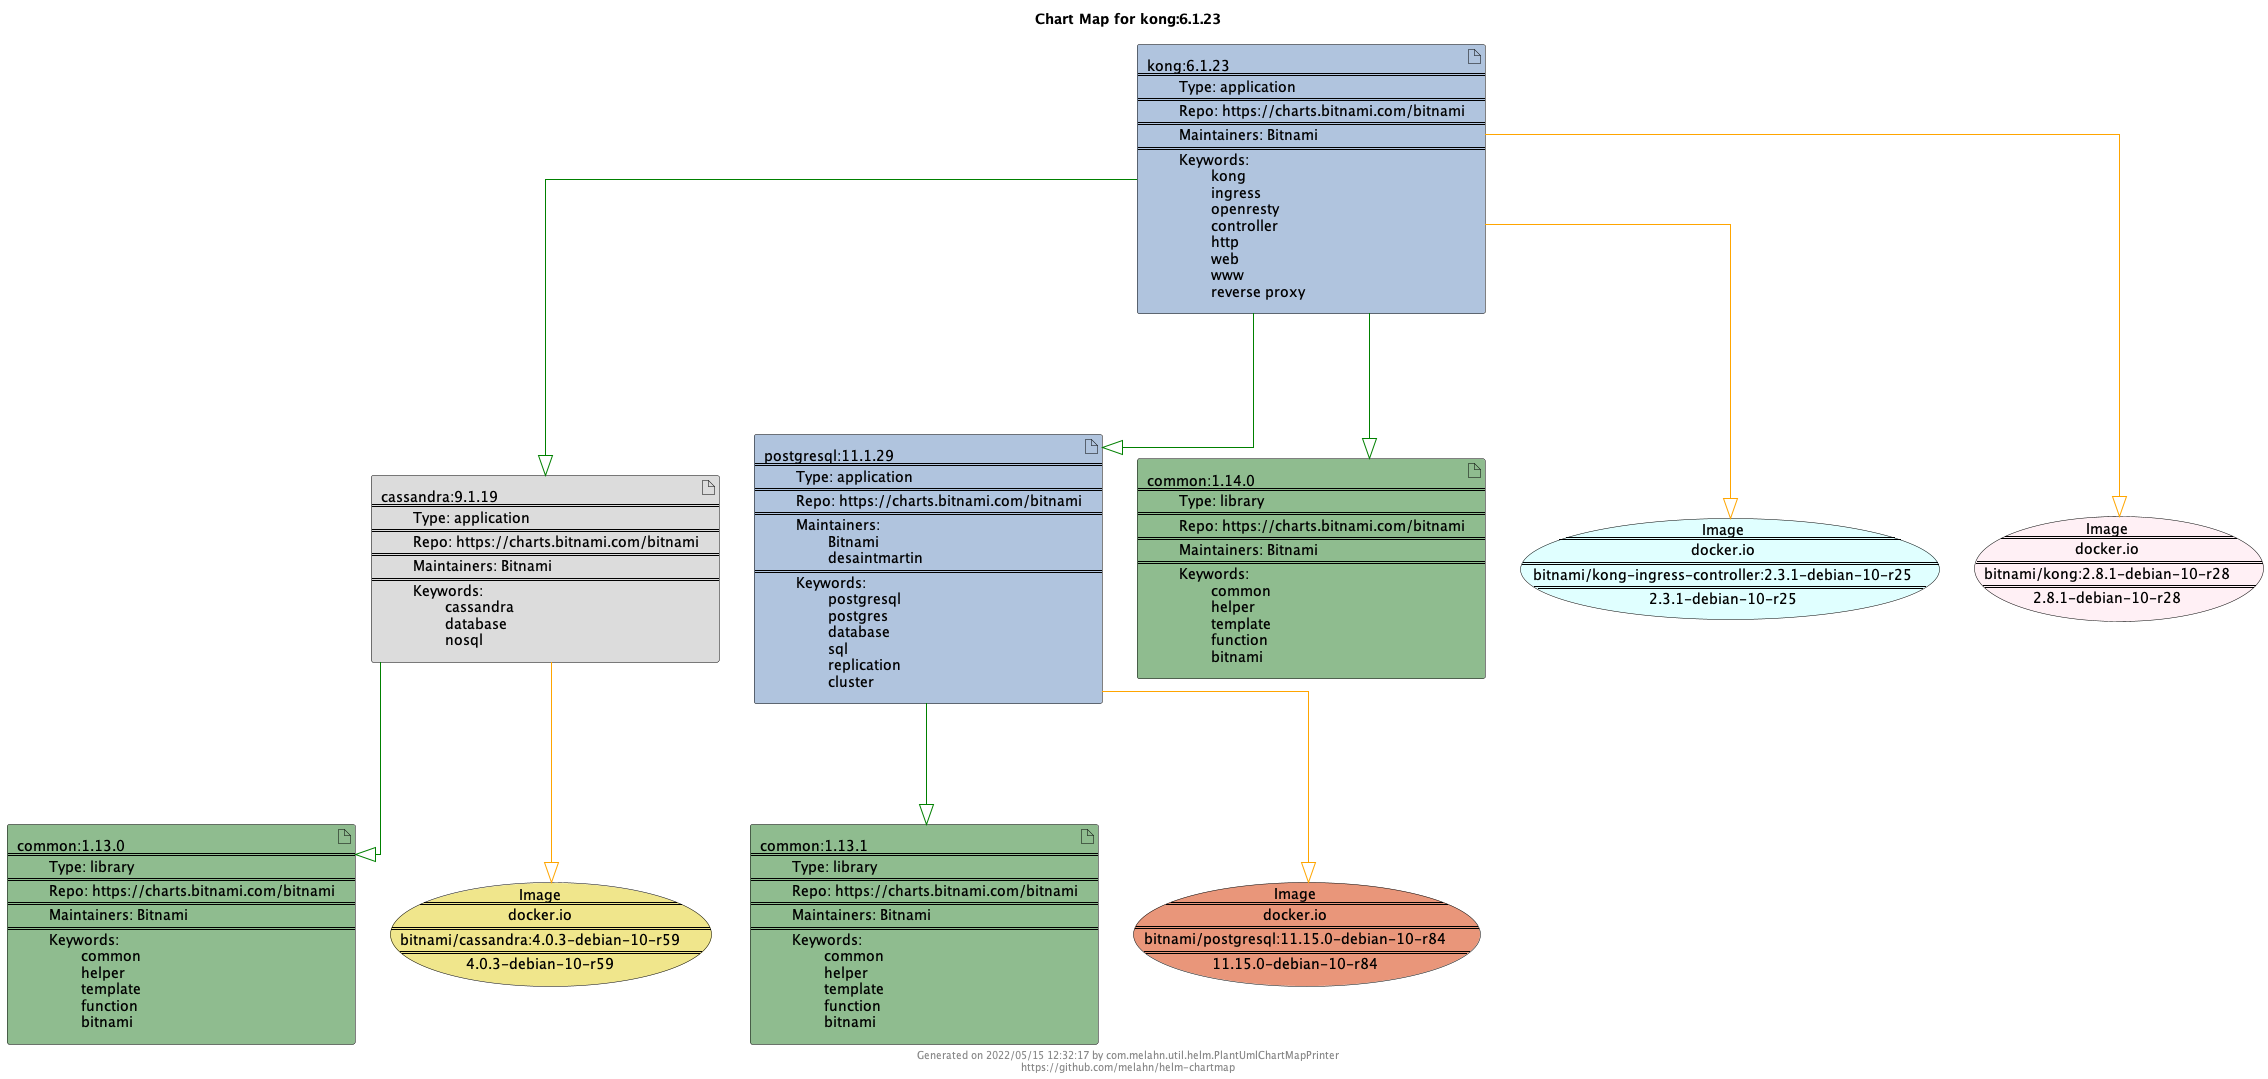 Chart Map for kong:6.1.23
kong:6.1.23
Type: application
Repo: https://charts.bitnami.com/bitnami
Maintainers: Bitnami
Keywords:
kong
ingress
openresty
controller
http
web
www
reverse proxy
cassandra:9.1.19
Type: application
Repo: https://charts.bitnami.com/bitnami
Maintainers: Bitnami
Keywords:
cassandra
database
nosql
postgresql:11.1.29
Type: application
Repo: https://charts.bitnami.com/bitnami
Maintainers:
Bitnami
desaintmartin
Keywords:
postgresql
postgres
database
sql
replication
cluster
common:1.14.0
Type: library
Repo: https://charts.bitnami.com/bitnami
Maintainers: Bitnami
Keywords:
common
helper
template
function
bitnami
Image
docker.io
bitnami/kong-ingress-controller:2.3.1-debian-10-r25
2.3.1-debian-10-r25
Image
docker.io
bitnami/kong:2.8.1-debian-10-r28
2.8.1-debian-10-r28
common:1.13.0
Type: library
Repo: https://charts.bitnami.com/bitnami
Maintainers: Bitnami
Keywords:
common
helper
template
function
bitnami
Image
docker.io
bitnami/cassandra:4.0.3-debian-10-r59
4.0.3-debian-10-r59
common:1.13.1
Type: library
Repo: https://charts.bitnami.com/bitnami
Maintainers: Bitnami
Keywords:
common
helper
template
function
bitnami
Image
docker.io
bitnami/postgresql:11.15.0-debian-10-r84
11.15.0-debian-10-r84
Generated on 2022/05/15 12:32:17 by com.melahn.util.helm.PlantUmlChartMapPrinter
https://github.com/melahn/helm-chartmap